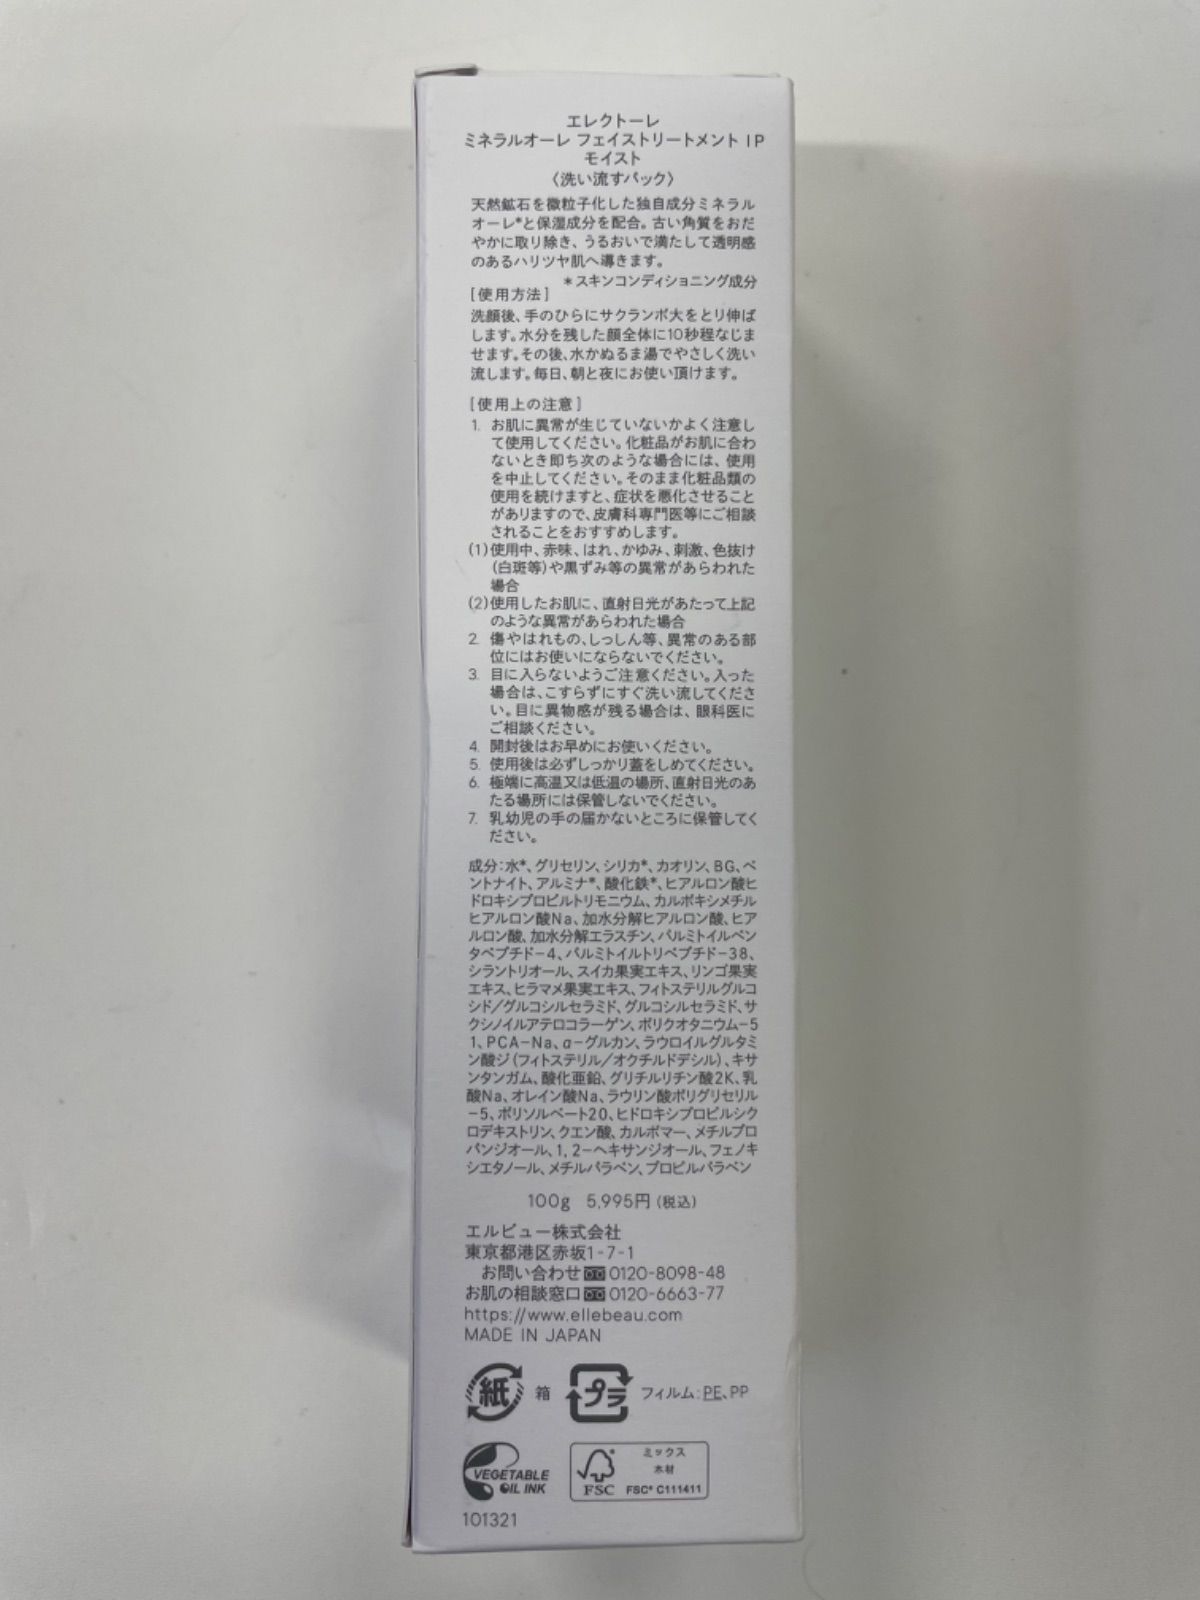 エレクトーレ
ミネラルオーレ フェイストリートメント IP
モイスト
〈洗い流すパック〉
天然鉱石を微粒子化した独自成分ミネラル
オーレ*と保湿成分を配合。古い角質をおだ
やかに取り除き、うるおいで満たして透明感
のあるハリツヤ肌へ導きます。
*スキンコンディショニング成分
[使用方法]
洗顔後、手のひらにサクランボ大をとり伸ば
します。水分を残した顔全体に10秒程なじま
せます。その後、水かぬるま湯でやさしく洗い
流します。毎日、朝と夜にお使い頂けます。
[使用上の注意]
1. お肌に異常が生じていないかよく注意し
て使用してください。化粧品がお肌に合わ
ないとき即ち次のような場合には、使用
を中止してください。そのまま化粧品類の
使用を続けますと、症状を悪化させること
がありますので、皮膚科専門医等にご相談
されることをおすすめします。
(1)使用中、赤味、はれ、かゆみ、刺激、色抜け
(白斑等)や黒ずみ等の異常があらわれた
場合
(2)使用したお肌に、直射日光があたって上記
のような異常があらわれた場合
2. 傷やはれもの、しっしん等、異常のある部
位にはお使いにならないでください。
3. 目に入らないようご注意ください。入った
場合は、こすらずにすぐ洗い流してくださ
い。目に異物感が残る場合は、眼科医に
ご相談ください。
4. 開封後はお早めにお使いください。
5. 使用後は必ずしっかり蓋をしめてください。
6. 極端に高温又は低温の場所、直射日光のあ
たる場所には保管しないでください。
7. 乳幼児の手の届かないところに保管してく
ださい。
成分:水*、グリセリン、シリカ*、カオリン、BG、ベ
ントナイト、アルミナ*、酸化鉄*、ヒアルロン酸ヒ
ドロキシプロピルトリモニウム、カルボキシメチル
ヒアルロン酸Na、加水分解ヒアルロン酸、ヒア
ルロン酸、加水分解エラスチン、パルミトイルペン
タペプチド-4、パルミトイルトリペプチド-38、
シラントリオール、スイカ果実エキス、リンゴ果実
エキス、ヒラマメ果実エキス、フィトステリルグルコ
シド/グルコシルセラミド、グルコシルセラミド、サ
クシノイルアテロコラーゲン、ポリクオタニウム-5
1、PCA-Na、α-グルカン、ラウロイルグルタミ
ン酸ジ(フィトステリル/オクチルドデシル)、キサ
ンタンガム、酸化亜鉛、グリチルリチン酸2K、乳
酸Na、オレイン酸Na、ラウリン酸ポリグリセリル
-5、ポリソルベート20、ヒドロキシプロピルシク
ロデキストリン、クエン酸、カルボマー、メチルプロ
パンジオール、1,2-ヘキサンジオール、フェノキ
シエタノール、メチルパラベン、プロピルパラベン
100g 5,995円(税込)
エルビュー株式会社
東京都港区赤坂1-7-1
お問い合わせ 0120-8098-48
お肌の相談窓口 0120-6663-77
https://www.ellebeau.com
MADE IN JAPAN
紙 箱 プラ フィルム:PE、PP
VEGETABLE
OIL INK
FSC
ミックス
木材
FSC® C111411
101321